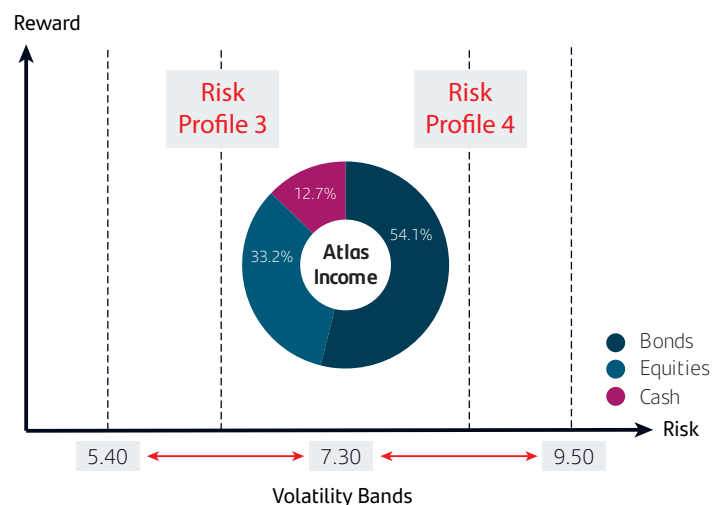 Reward
Risk
Profile 3
Risk
Profile 4
12.7%
54.1%
33.2%
Atlas
Income
Bonds
Equities
Cash
Risk
5.40
7.30
9.50
Volatility Bands